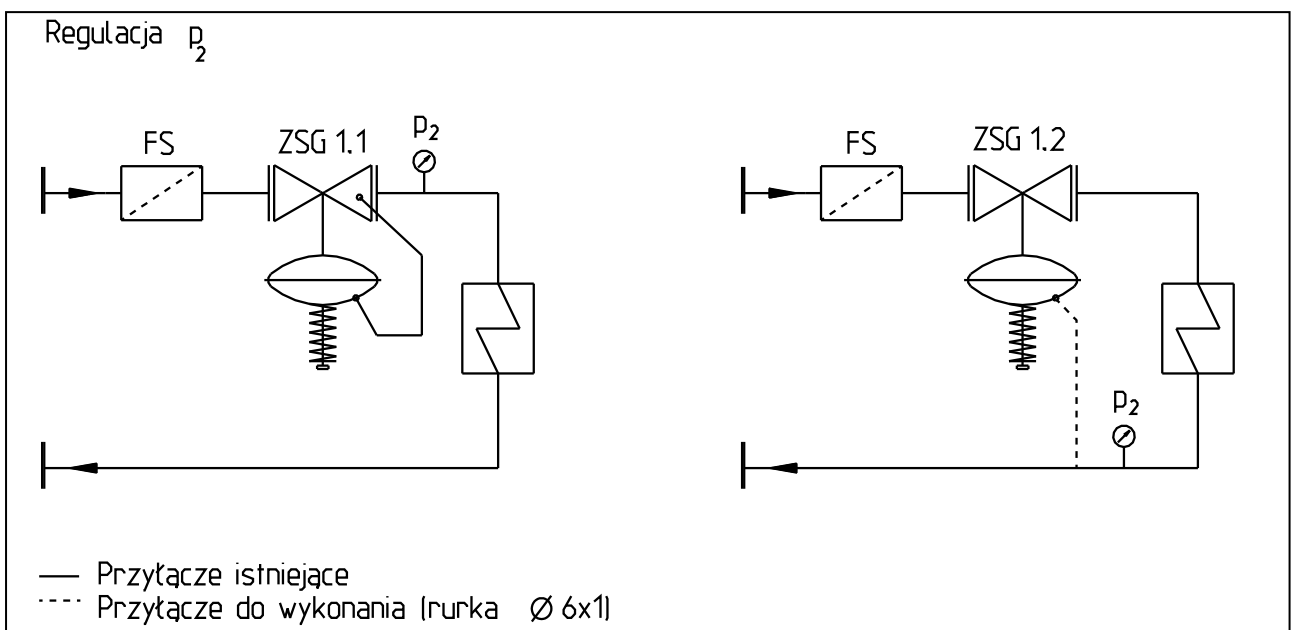 Regulacja p2
FS
ZSG 1.1
p2
FS
ZSG 1.2
p2
Przyłącze istniejące
Przyłącze do wykonania (rurka Ø 6x1)